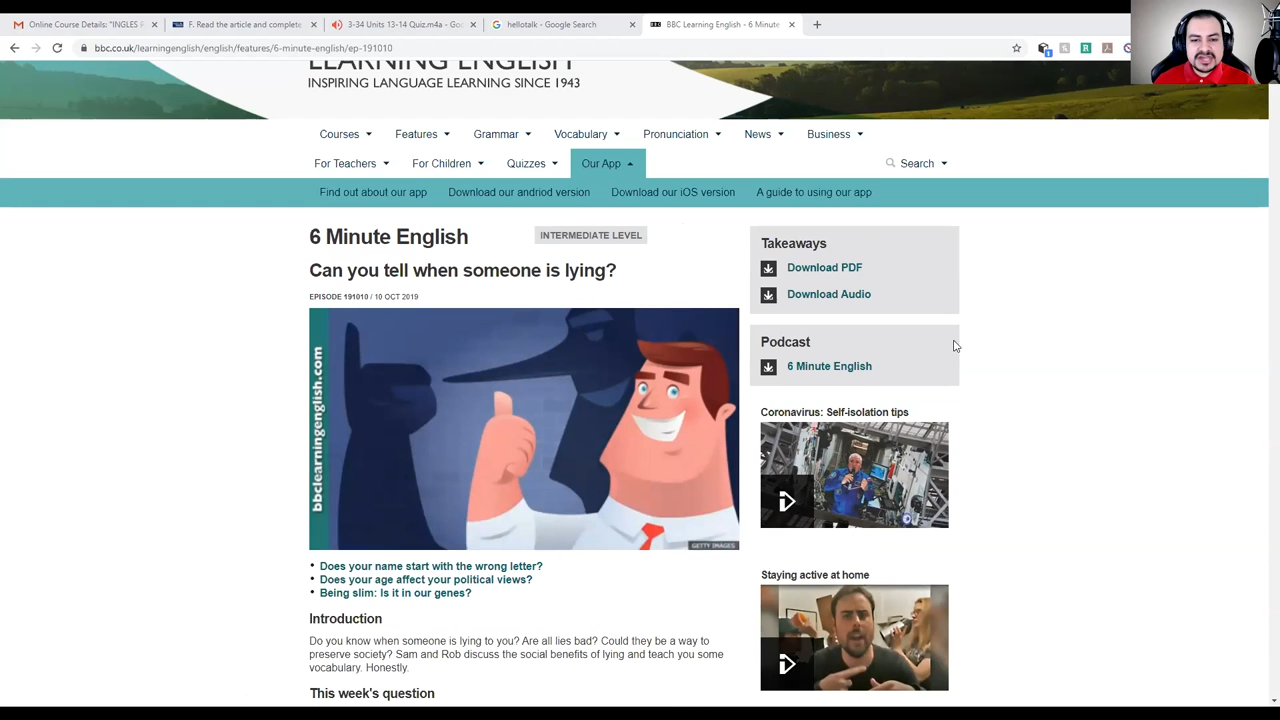 Online Course Details: "INGLES R
F. Read the article and complete
3-34 Units 13-14 Quiz.m4a - Goo
hellotalk - Google Search
BBC Learning English - 6 Minute
bbc.co.uk/learningenglish/english/features/6-minute-english/ep-191010
LEARNING ENGLISH
INSPIRING LANGUAGE LEARNING SINCE 1943
Courses Features Grammar Vocabulary Pronunciation News Business
For Teachers For Children Quizzes Our App Search
Find out about our app Download our andriod version Download our iOS version A guide to using our app
6 Minute English
INTERMEDIATE LEVEL
Can you tell when someone is lying?
EPISODE 191010 / 10 OCT 2019
bbclearningenglish.com
GETTY IMAGES
Does your name start with the wrong letter?
Does your age affect your political views?
Being slim: Is it in our genes?
Introduction
Do you know when someone is lying to you? Are all lies bad? Could they be a way to
preserve society? Sam and Rob discuss the social benefits of lying and teach you some
vocabulary. Honestly.
This week's question
Takeaways
Download PDF
Download Audio
Podcast
6 Minute English
Coronavirus: Self-isolation tips
Staying active at home